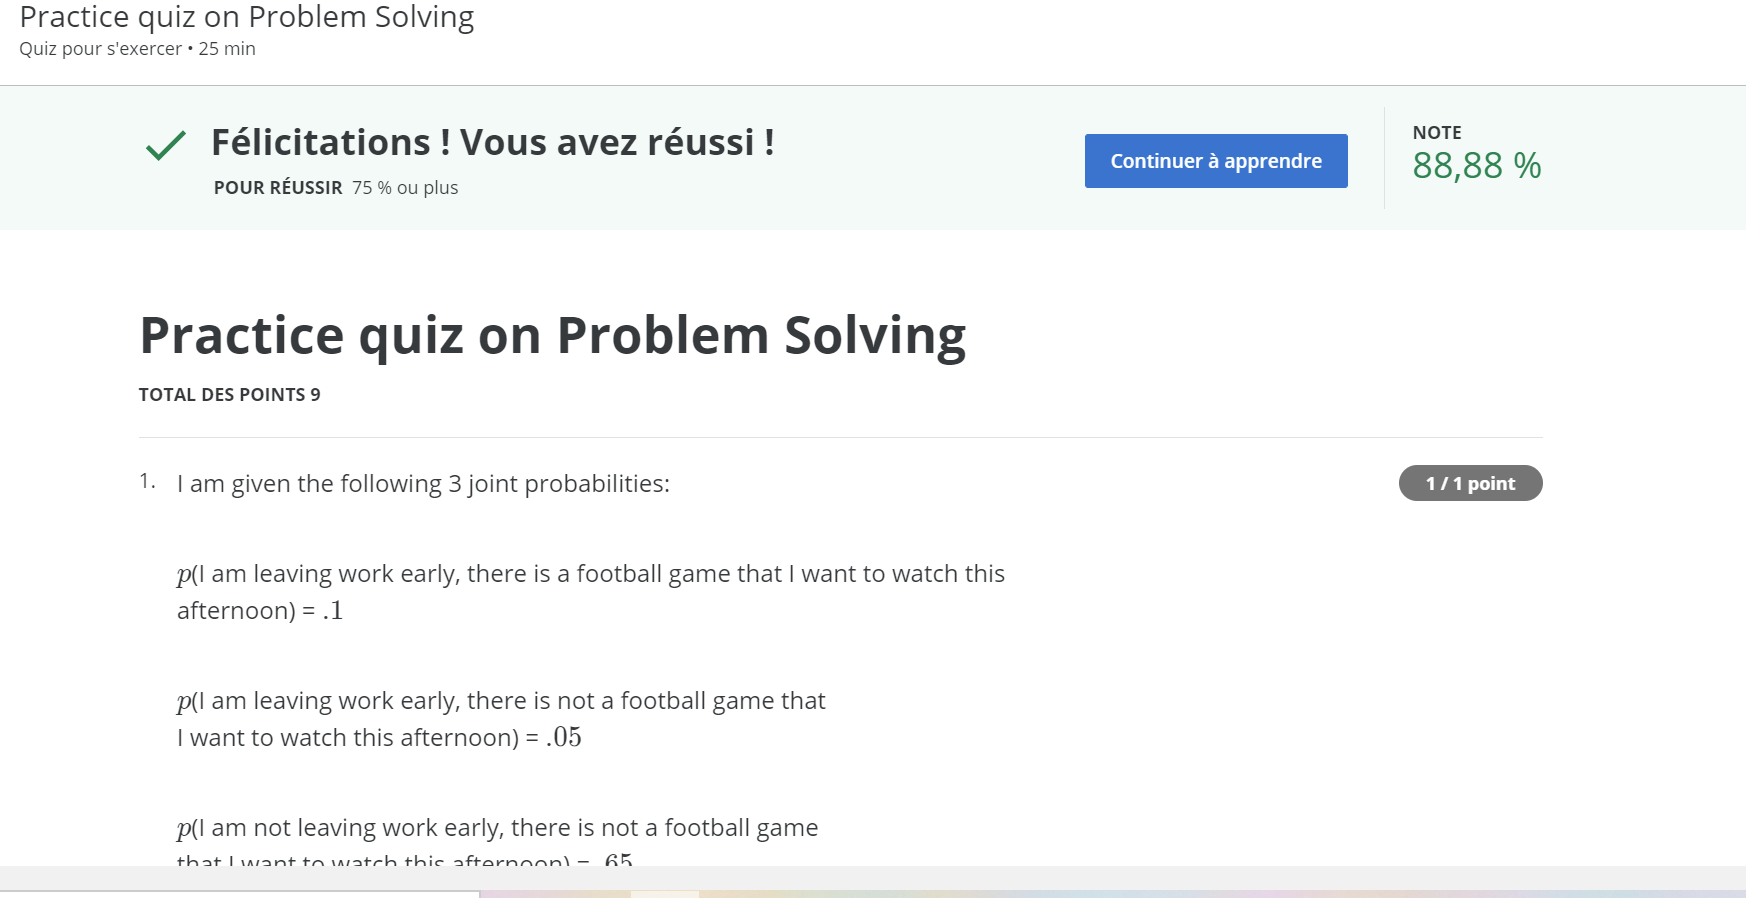 Practice quiz on Problem Solving
Quiz pour s'exercer • 25 min
Félicitations ! Vous avez réussi !
POUR RÉUSSIR 75 % ou plus
Continuer à apprendre
NOTE
88,88 %
Practice quiz on Problem Solving
TOTAL DES POINTS 9
1. I am given the following 3 joint probabilities:
1 / 1 point
p(I am leaving work early, there is a football game that I want to watch this
afternoon) = .1
p(I am leaving work early, there is not a football game that
I want to watch this afternoon) = .05
p(I am not leaving work early, there is not a football game
that I want to watch this afternoon) = .65